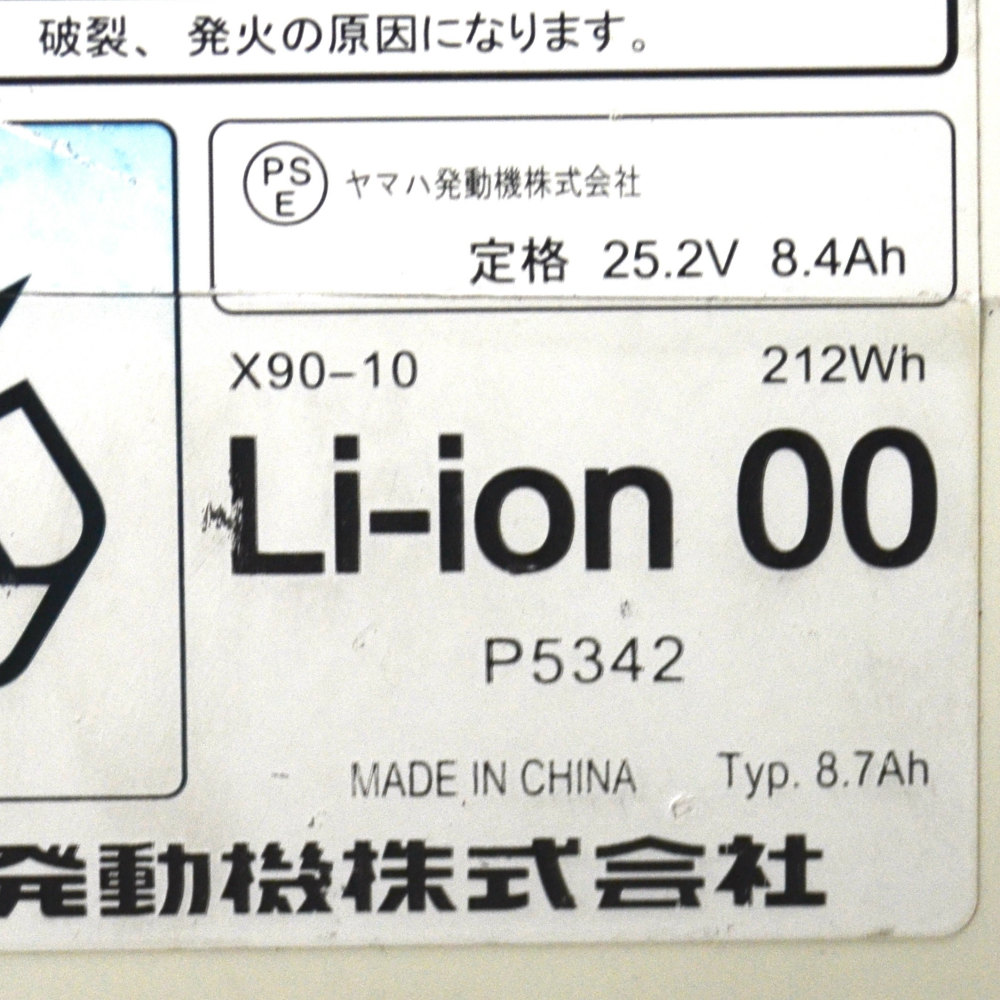 破裂、発火の原因になります。
PS
E
ヤマハ発動機株式会社
定格 25.2V 8.4Ah
X90-10 212Wh
Li-ion 00
P5342
MADE IN CHINA Typ. 8.7Ah
発動機株式会社